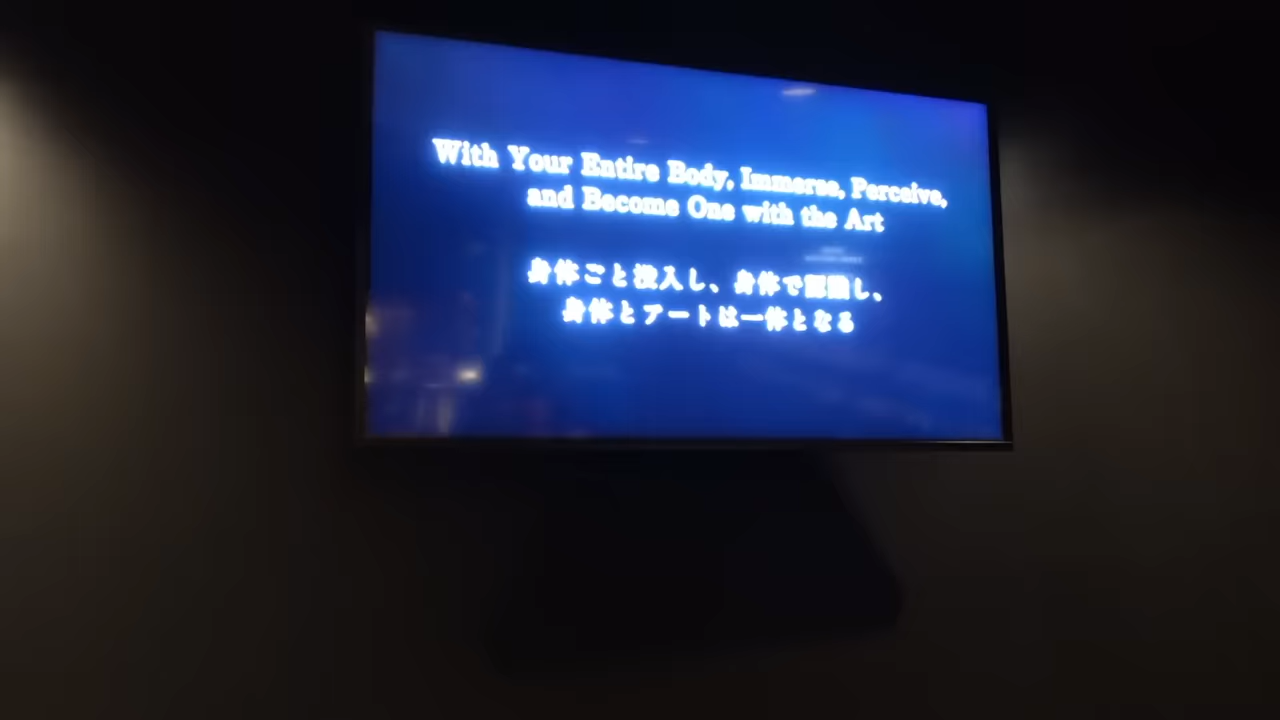 With Your Entire Body, Immerse, Perceive,
and Become One with the Art
身体ごと没入し、身体で認識し、
身体とアートは一体となる